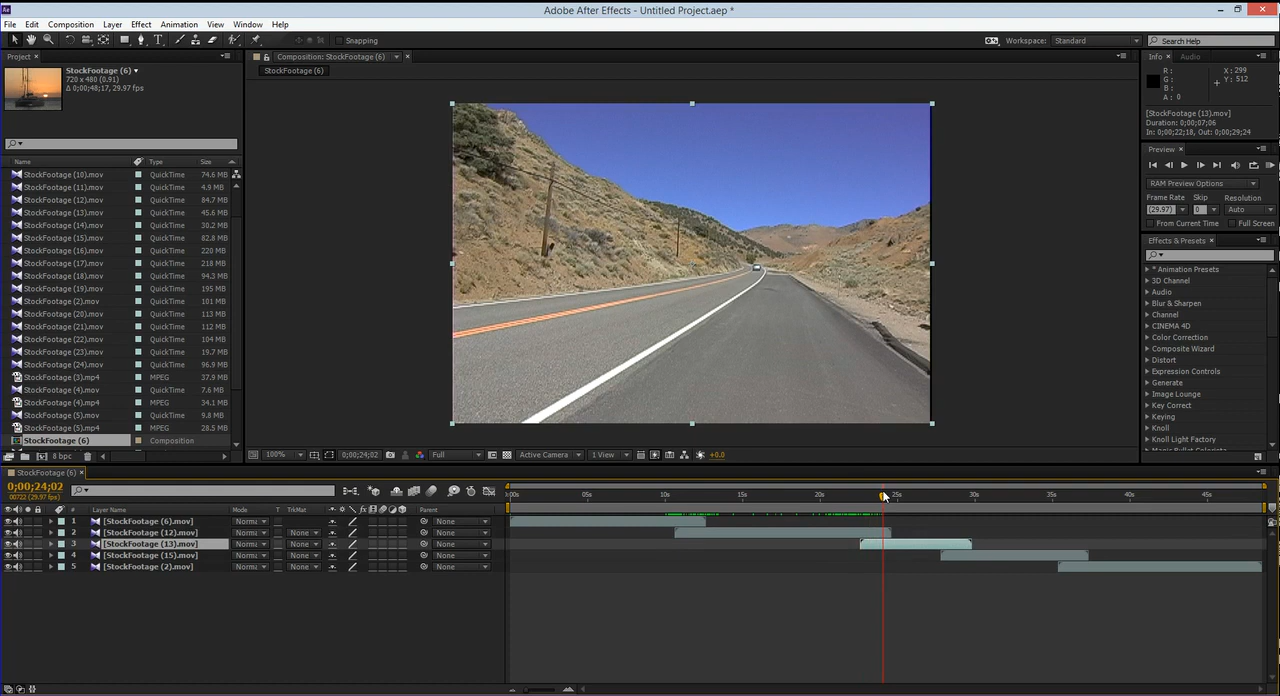 Adobe After Effects - Untitled Project.aep *
File Edit Composition Layer Effect Animation View Window Help
Snapping
Workspace: Standard
Search Help
Project
StockFootage (6)
720 x 480 (0.91)
Δ 0;00;48;17, 29.97 fps
Name Type Size
StockFootage (10).mov QuickTime 74.6 MB
StockFootage (11).mov QuickTime 4.9 MB
StockFootage (12).mov QuickTime 84.7 MB
StockFootage (13).mov QuickTime 45.6 MB
StockFootage (14).mov QuickTime 30.2 MB
StockFootage (15).mov QuickTime 82.8 MB
StockFootage (16).mov QuickTime 220 MB
StockFootage (17).mov QuickTime 218 MB
StockFootage (18).mov QuickTime 94.3 MB
StockFootage (19).mov QuickTime 195 MB
StockFootage (2).mov QuickTime 101 MB
StockFootage (20).mov QuickTime 113 MB
StockFootage (21).mov QuickTime 112 MB
StockFootage (22).mov QuickTime 104 MB
StockFootage (23).mov QuickTime 19.7 MB
StockFootage (24).mov QuickTime 96.9 MB
StockFootage (3).mp4 MPEG 37.9 MB
StockFootage (4).mov QuickTime 7.6 MB
StockFootage (4).mp4 MPEG 34.1 MB
StockFootage (5).mov QuickTime 9.8 MB
StockFootage (5).mp4 MPEG 28.5 MB
StockFootage (6) Composition
8 bpc
Composition: StockFootage (6)
StockFootage (6)
100% 0;00;24;02 Full Active Camera 1 View +0.0
Info Audio
R : X : 299
G : Y : 512
B :
A : 0
[StockFootage (13).mov]
Duration: 0;00;07;06
In: 0;00;22;18, Out: 0;00;29;24
Preview
RAM Preview Options
Frame Rate Skip Resolution
(29.97) 0 Auto
From Current Time Full Screen
Effects & Presets
* Animation Presets
3D Channel
Audio
Blur & Sharpen
Channel
CINEMA 4D
Color Correction
Composite Wizard
Distort
Expression Controls
Generate
Image Lounge
Key Correct
Keying
Knoll
Knoll Light Factory
StockFootage (6)
0;00;24;02
00722 (29.97 fps)
:00s 05s 10s 15s 20s 25s 30s 35s 40s 45s
# Layer Name Mode T TrkMat Parent
1 [StockFootage (6).mov] Norma None
2 [StockFootage (12).mov] Norma None None
3 [StockFootage (13).mov] Norma None None
4 [StockFootage (15).mov] Norma None None
5 [StockFootage (2).mov] Norma None None